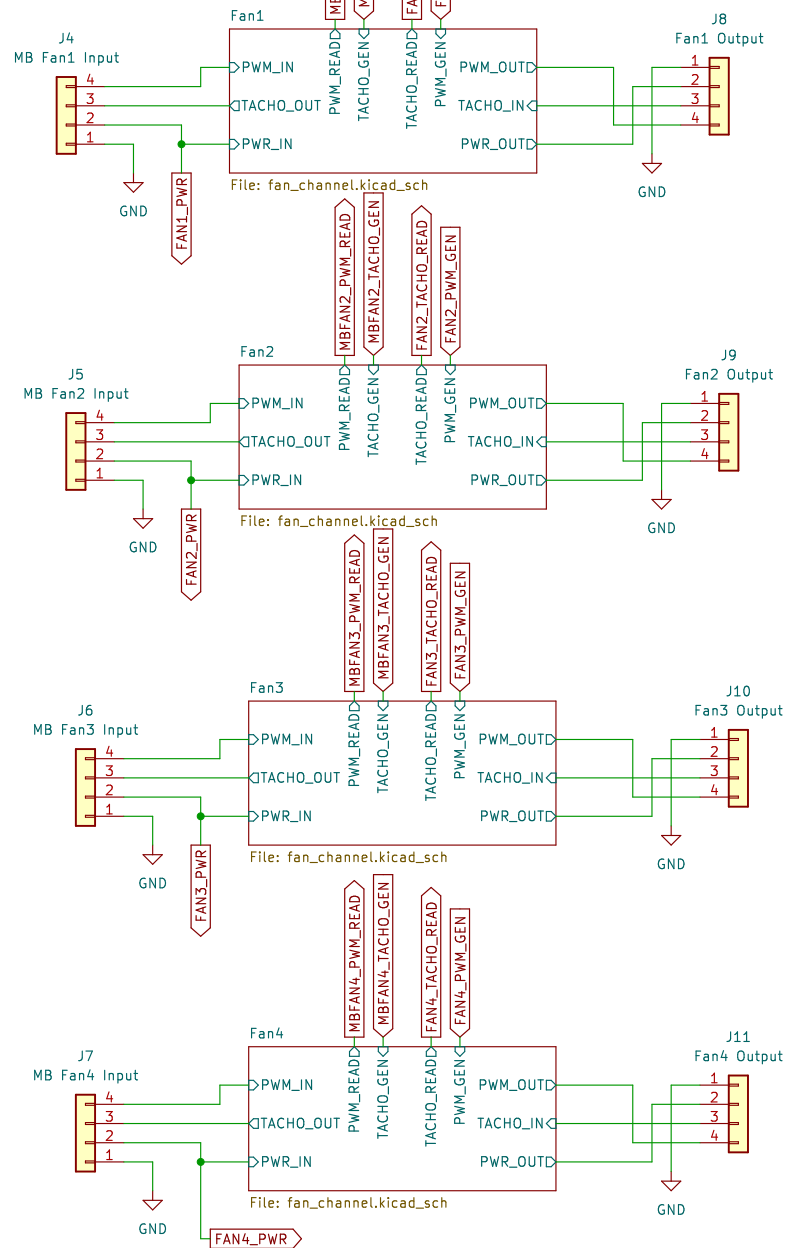 Fan1
J4
MB Fan1 Input
J8
Fan1 Output
4
3
2
1
PWM_IN
TACHO_OUT
PWR_IN
PWM_READ
TACHO_GEN
TACHO_READ
PWM_GEN
PWM_OUT
TACHO_IN
PWR_OUT
1
2
3
4
GND
GND
FAN1_PWR
File: fan_channel.kicad_sch
MBFAN2_PWM_READ
MBFAN2_TACHO_GEN
FAN2_TACHO_READ
FAN2_PWM_GEN
Fan2
J5
MB Fan2 Input
J9
Fan2 Output
4
3
2
1
PWM_IN
TACHO_OUT
PWR_IN
PWM_READ
TACHO_GEN
TACHO_READ
PWM_GEN
PWM_OUT
TACHO_IN
PWR_OUT
1
2
3
4
GND
GND
FAN2_PWR
File: fan_channel.kicad_sch
MBFAN3_PWM_READ
MBFAN3_TACHO_GEN
FAN3_TACHO_READ
FAN3_PWM_GEN
Fan3
J6
MB Fan3 Input
J10
Fan3 Output
4
3
2
1
PWM_IN
TACHO_OUT
PWR_IN
PWM_READ
TACHO_GEN
TACHO_READ
PWM_GEN
PWM_OUT
TACHO_IN
PWR_OUT
1
2
3
4
GND
GND
FAN3_PWR
File: fan_channel.kicad_sch
MBFAN4_PWM_READ
MBFAN4_TACHO_GEN
FAN4_TACHO_READ
FAN4_PWM_GEN
Fan4
J7
MB Fan4 Input
J11
Fan4 Output
4
3
2
1
PWM_IN
TACHO_OUT
PWR_IN
PWM_READ
TACHO_GEN
TACHO_READ
PWM_GEN
PWM_OUT
TACHO_IN
PWR_OUT
1
2
3
4
GND
GND
File: fan_channel.kicad_sch
FAN4_PWR